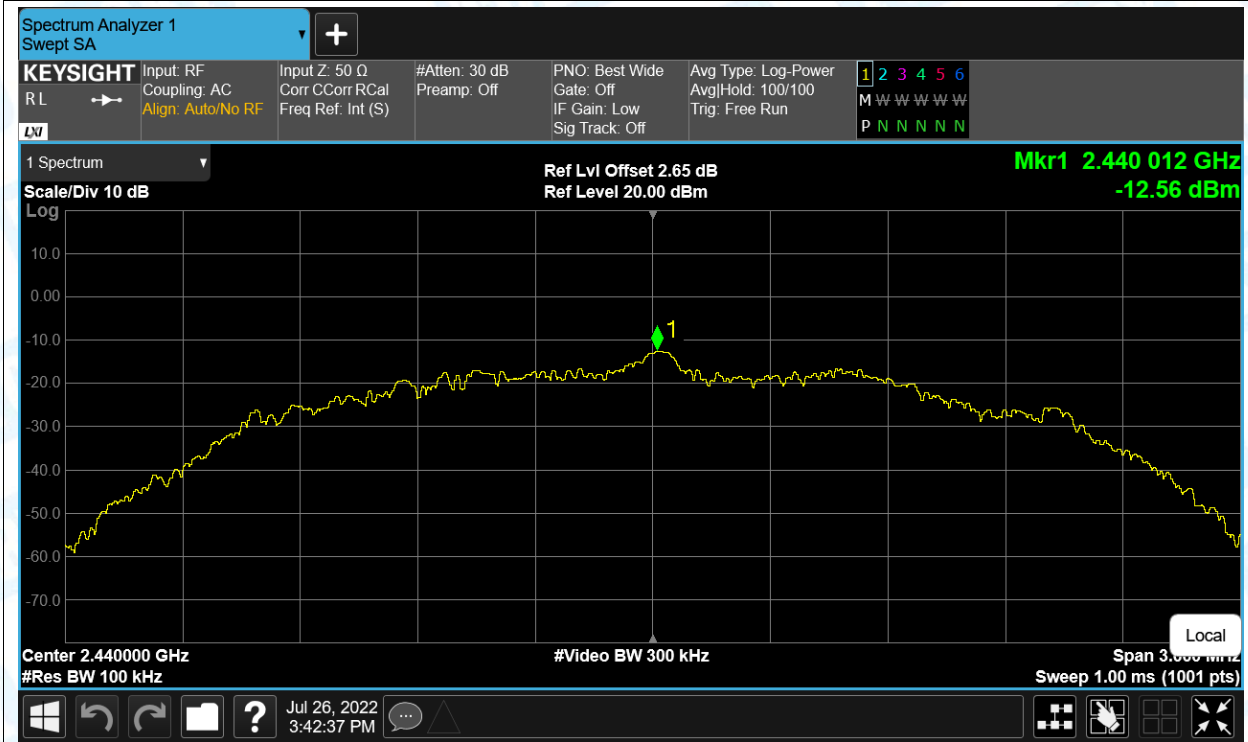 Spectrum Analyzer 1
Swept SA
+
KEYSIGHT
R L
LXI
Input: RF
Coupling: AC
Align: Auto/No RF
Input Z: 50 Ω
Corr CCorr RCal
Freq Ref: Int (S)
#Atten: 30 dB
Preamp: Off
PNO: Best Wide
Gate: Off
IF Gain: Low
Sig Track: Off
Avg Type: Log-Power
Avg|Hold: 100/100
Trig: Free Run
1 2 3 4 5 6
M W W W W W
P N N N N N
1 Spectrum
Scale/Div 10 dB
Ref Lvl Offset 2.65 dB
Ref Level 20.00 dBm
Mkr1 2.440 012 GHz
-12.56 dBm
Log
10.0
0.00
-10.0
-20.0
-30.0
-40.0
-50.0
-60.0
-70.0
1
Local
Center 2.440000 GHz
#Res BW 100 kHz
#Video BW 300 kHz
Span
Sweep 1.00 ms (1001 pts)
?
Jul 26, 2022
3:42:37 PM